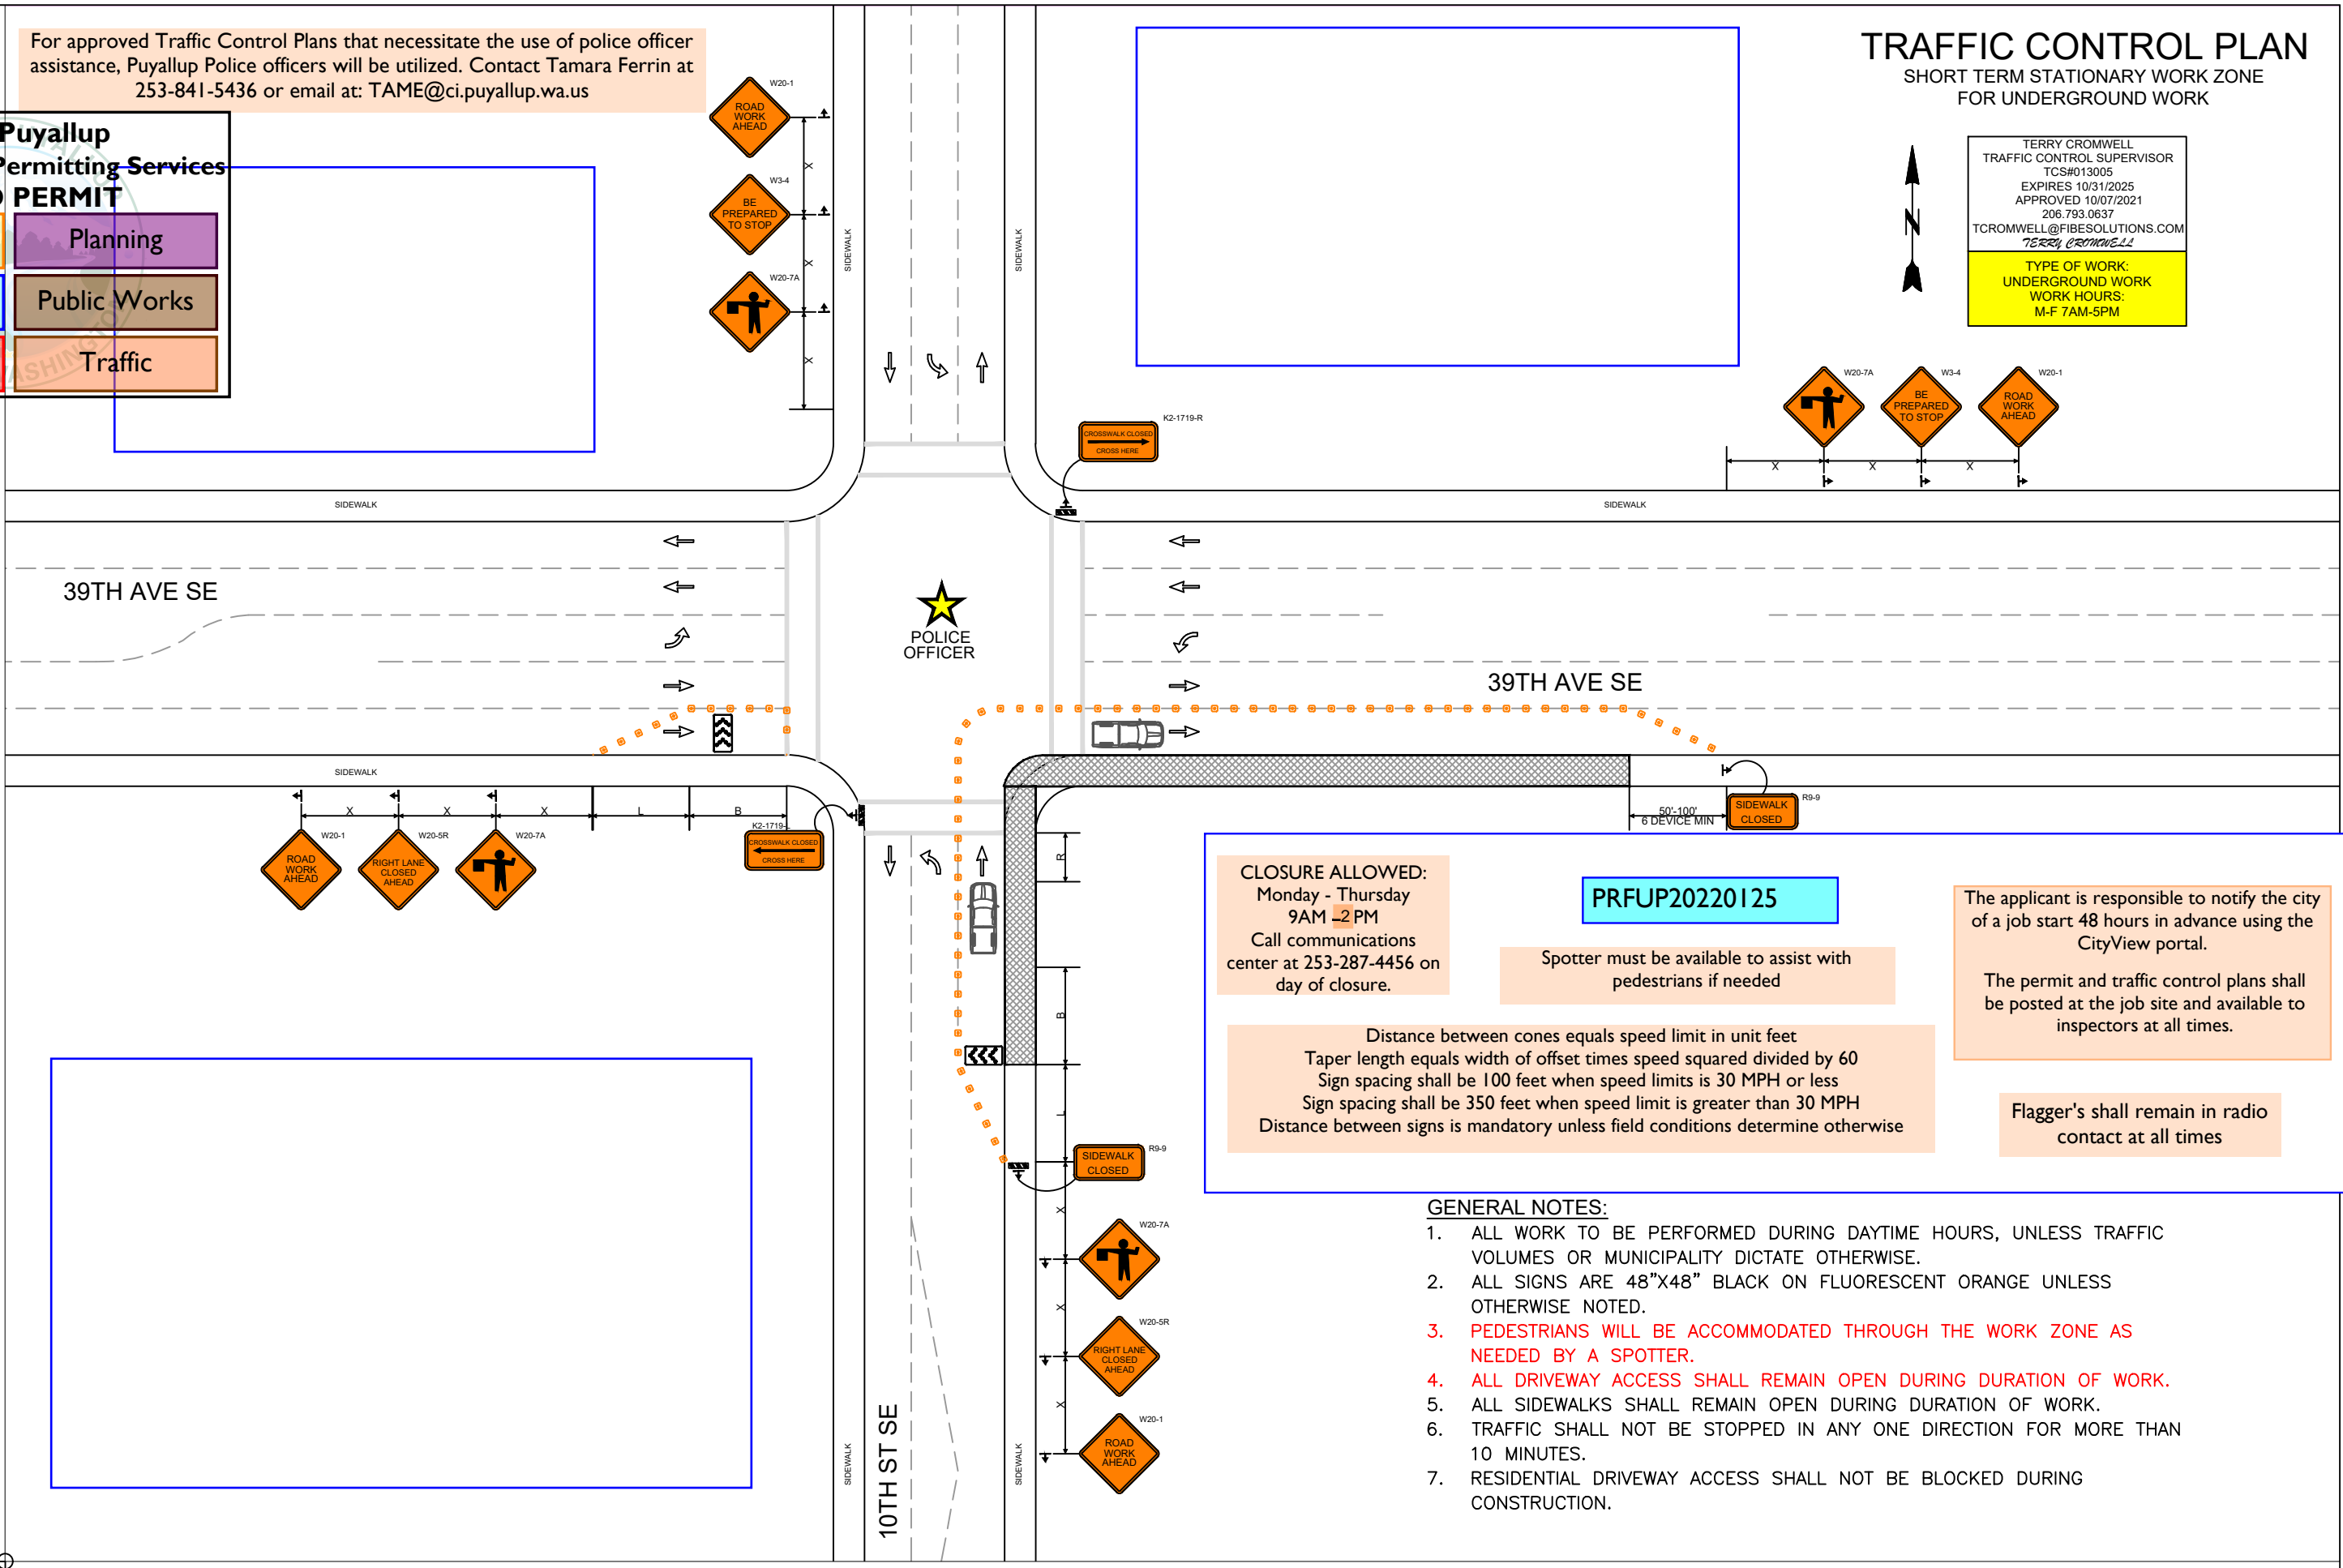 For approved Traffic Control Plans that necessitate the use of police officer
assistance, Puyallup Police officers will be utilized. Contact Tamara Ferrin at
253-841-5436 or email at: TAME@ci.puyallup.wa.us
Puyallup
Permitting Services
PERMIT
Planning
Public Works
Traffic
WASHINGTON
W20-1
ROAD
WORK
AHEAD
X
W3-4
BE
PREPARED
TO STOP
X
W20-7A
X
SIDEWALK
SIDEWALK
TRAFFIC CONTROL PLAN
SHORT TERM STATIONARY WORK ZONE
FOR UNDERGROUND WORK
N
TERRY CROMWELL
TRAFFIC CONTROL SUPERVISOR
TCS#013005
EXPIRES 10/31/2025
APPROVED 10/07/2021
206.793.0637
TCROMWELL@FIBESOLUTIONS.COM
TERRY CROMWELL
TYPE OF WORK:
UNDERGROUND WORK
WORK HOURS:
M-F 7AM-5PM
W20-7A
W3-4
BE
PREPARED
TO STOP
W20-1
ROAD
WORK
AHEAD
X
X
X
K2-1719-R
CROSSWALK CLOSED
CROSS HERE
SIDEWALK
SIDEWALK
39TH AVE SE
POLICE
OFFICER
39TH AVE SE
SIDEWALK
X
X
X
L
B
W20-1
ROAD
WORK
AHEAD
W20-5R
RIGHT LANE
CLOSED
AHEAD
W20-7A
K2-1719-L
CROSSWALK CLOSED
CROSS HERE
50'-100'
6 DEVICE MIN
SIDEWALK
CLOSED
R9-9
R
B
L
CLOSURE ALLOWED:
Monday - Thursday
9AM -2 PM
Call communications
center at 253-287-4456 on
day of closure.
PRFUP20220125
Spotter must be available to assist with
pedestrians if needed
The applicant is responsible to notify the city
of a job start 48 hours in advance using the
CityView portal.
The permit and traffic control plans shall
be posted at the job site and available to
inspectors at all times.
Distance between cones equals speed limit in unit feet
Taper length equals width of offset times speed squared divided by 60
Sign spacing shall be 100 feet when speed limits is 30 MPH or less
Sign spacing shall be 350 feet when speed limit is greater than 30 MPH
Distance between signs is mandatory unless field conditions determine otherwise
Flagger's shall remain in radio
contact at all times
SIDEWALK
CLOSED
R9-9
X
W20-7A
X
W20-5R
RIGHT LANE
CLOSED
AHEAD
X
W20-1
ROAD
WORK
AHEAD
SIDEWALK
10TH ST SE
SIDEWALK
GENERAL NOTES:
1. ALL WORK TO BE PERFORMED DURING DAYTIME HOURS, UNLESS TRAFFIC
VOLUMES OR MUNICIPALITY DICTATE OTHERWISE.
2. ALL SIGNS ARE 48"X48" BLACK ON FLUORESCENT ORANGE UNLESS
OTHERWISE NOTED.
3. PEDESTRIANS WILL BE ACCOMMODATED THROUGH THE WORK ZONE AS
NEEDED BY A SPOTTER.
4. ALL DRIVEWAY ACCESS SHALL REMAIN OPEN DURING DURATION OF WORK.
5. ALL SIDEWALKS SHALL REMAIN OPEN DURING DURATION OF WORK.
6. TRAFFIC SHALL NOT BE STOPPED IN ANY ONE DIRECTION FOR MORE THAN
10 MINUTES.
7. RESIDENTIAL DRIVEWAY ACCESS SHALL NOT BE BLOCKED DURING
CONSTRUCTION.